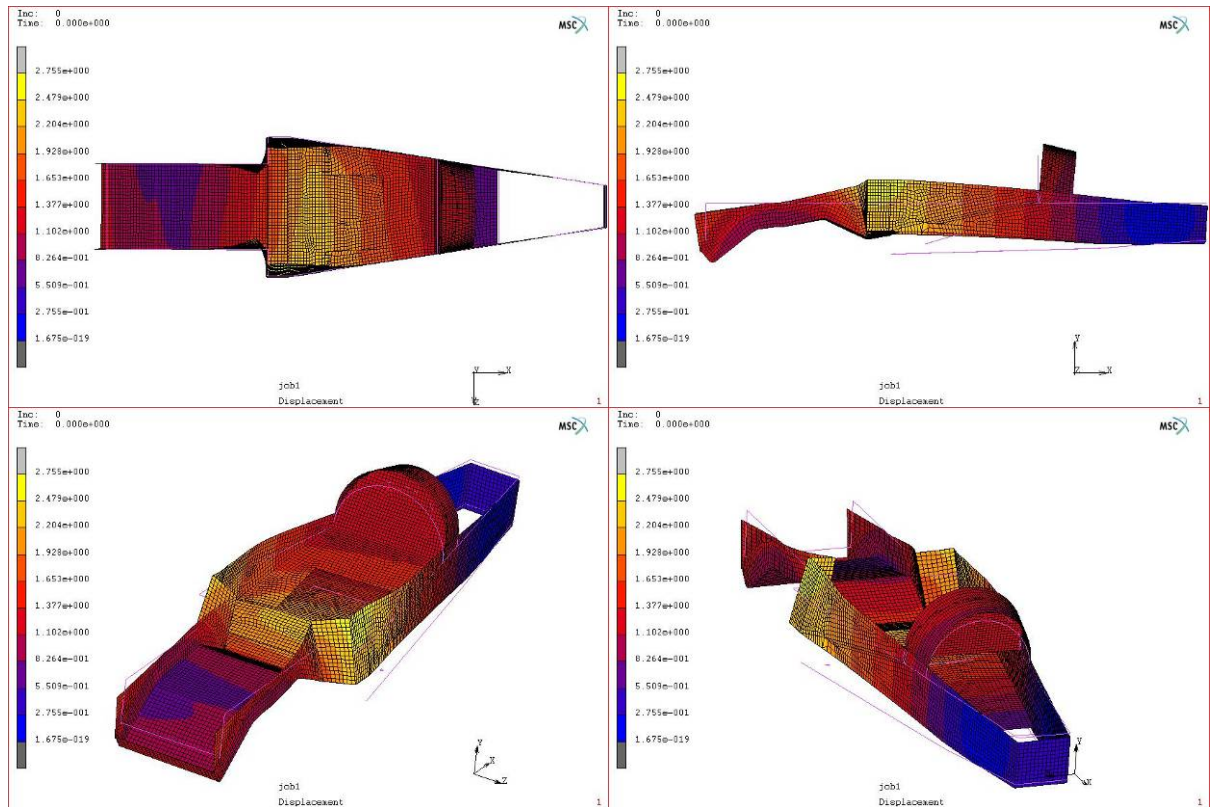 Inc: 0
Time: 0.000e+000
MSC
2.755e+000
2.479e+000
2.204e+000
1.928e+000
1.653e+000
1.377e+000
1.102e+000
8.264e-001
5.509e-001
2.755e-001
1.675e-019
Y X
Z
job1
Displacement 1
Inc: 0
Time: 0.000e+000
MSC
2.755e+000
2.479e+000
2.204e+000
1.928e+000
1.653e+000
1.377e+000
1.102e+000
8.264e-001
5.509e-001
2.755e-001
1.675e-019
Y
Z X
job1
Displacement 1
Inc: 0
Time: 0.000e+000
MSC
2.755e+000
2.479e+000
2.204e+000
1.928e+000
1.653e+000
1.377e+000
1.102e+000
8.264e-001
5.509e-001
2.755e-001
1.675e-019
Y
X
Z
job1
Displacement 1
Inc: 0
Time: 0.000e+000
MSC
2.755e+000
2.479e+000
2.204e+000
1.928e+000
1.653e+000
1.377e+000
1.102e+000
8.264e-001
5.509e-001
2.755e-001
1.675e-019
Y
X
job1
Displacement 1